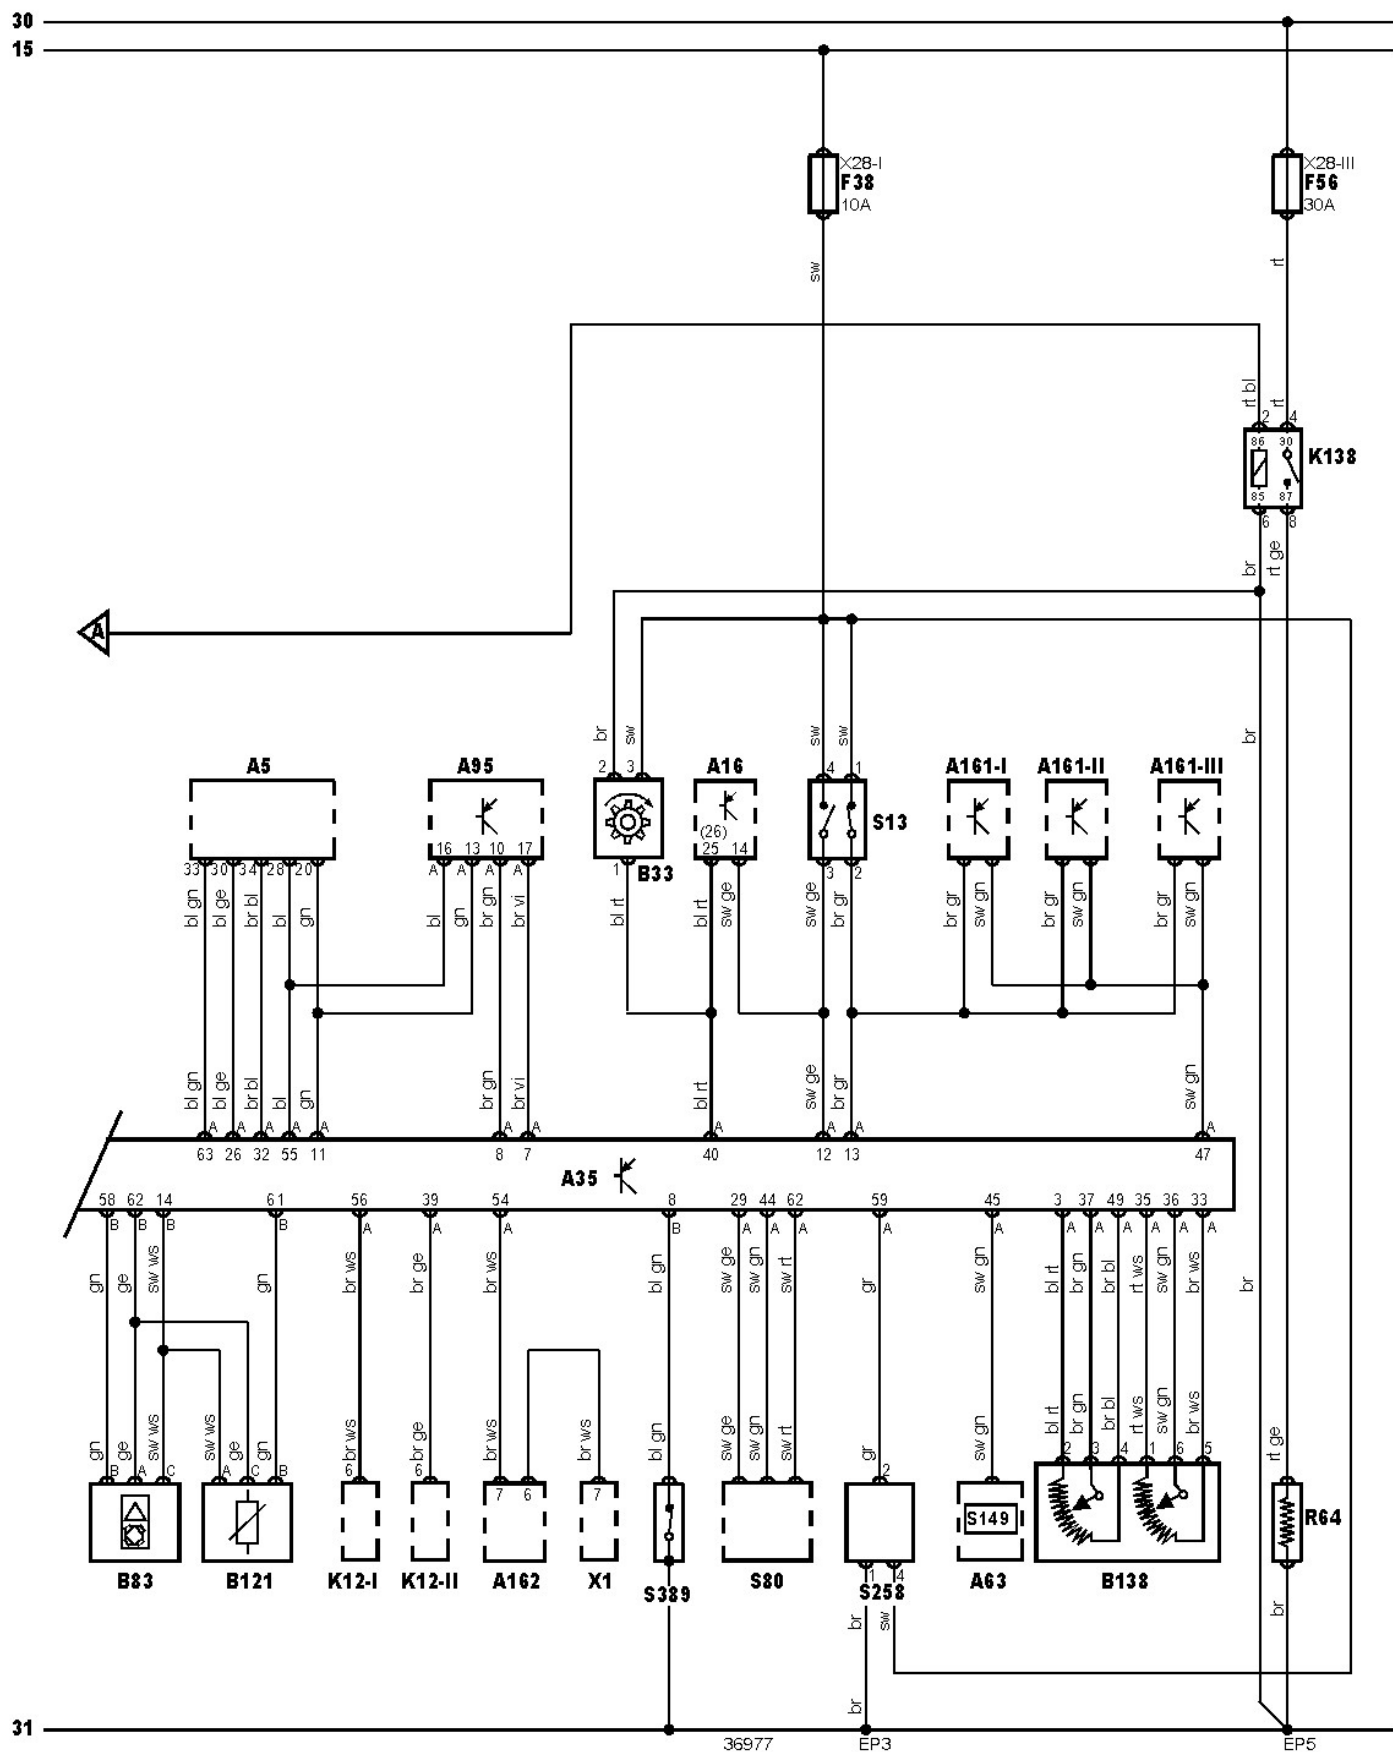 30
15
X28-I
F38
10A
X28-III
F56
30A
sw
rt
rt bl
rt
2 4
86 30
K138
85 87
6 8
br
rt ge
A
br
sw
sw
sw
br
2 3
4 1
A5
A95
A16
A161-I
A161-II
A161-III
(26)
S13
16 13 10 17
25 14
33 30 34 28 20
A A A A
1
B33
3 2
bl gn
bl ge
br bl
bl
gn
bl
gn
br gn
br vi
bl rt
bl rt
sw ge
sw ge
br gr
br gr
sw gn
br gr
sw gn
br gr
sw gn
bl gn
bl ge
br bl
bl
gn
br gn
br vi
bl rt
sw ge
br gr
sw gn
A A A A A A A A A A A
63 26 32 55 11 8 7 40 12 13 47
A35
58 62 14 61 56 39 54 8 29 44 62 59 45 3 37 49 35 36 33
B B B B A A A B A A A A A A A A A A A
gn
ge
sw ws
gn
br ws
br ge
br ws
bl gn
sw ge
sw gn
sw rt
gr
sw gn
bl rt
br gn
br bl
rt ws
sw gn
br ws
br
gn
ge
sw ws
sw ws
ge
gn
br ws
br ge
br ws
br ws
bl gn
sw ge
sw gn
sw rt
gr
sw gn
bl rt
br gn
br bl
rt ws
sw gn
br ws
rt ge
B A C A C B 6 6 2 2 3 4 1 6 5
7 6 7
S149
R64
B83
B121
K12-I
K12-II
A162
X1
S389
S80
1 4
S258
A63
B138
br
sw
br
br
31
36977
EP3
EP5